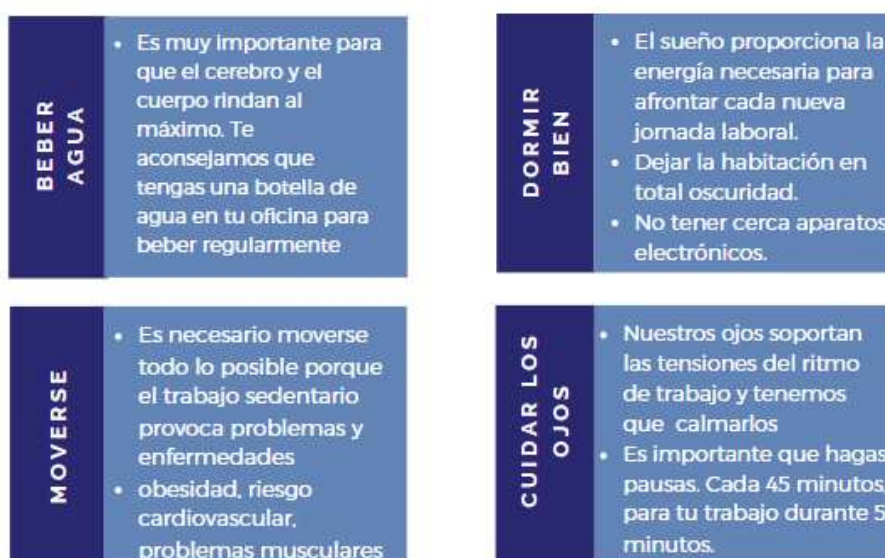 BEBER
AGUA
• Es muy importante para
que el cerebro y el
cuerpo rindan al
máximo. Te
aconsejamos que
tengas una botella de
agua en tu oficina para
beber regularmente
DORMIR
BIEN
• El sueño proporciona la
energía necesaria para
afrontar cada nueva
jornada laboral.
• Dejar la habitación en
total oscuridad.
• No tener cerca aparatos
electrónicos.
MOVERSE
• Es necesario moverse
todo lo posible porque
el trabajo sedentario
provoca problemas y
enfermedades
• obesidad, riesgo
cardiovascular,
problemas musculares
CUIDAR LOS
OJOS
• Nuestros ojos soportan
las tensiones del ritmo
de trabajo y tenemos
que calmarlos
• Es importante que hagas
pausas. Cada 45 minutos,
para tu trabajo durante 5
minutos.